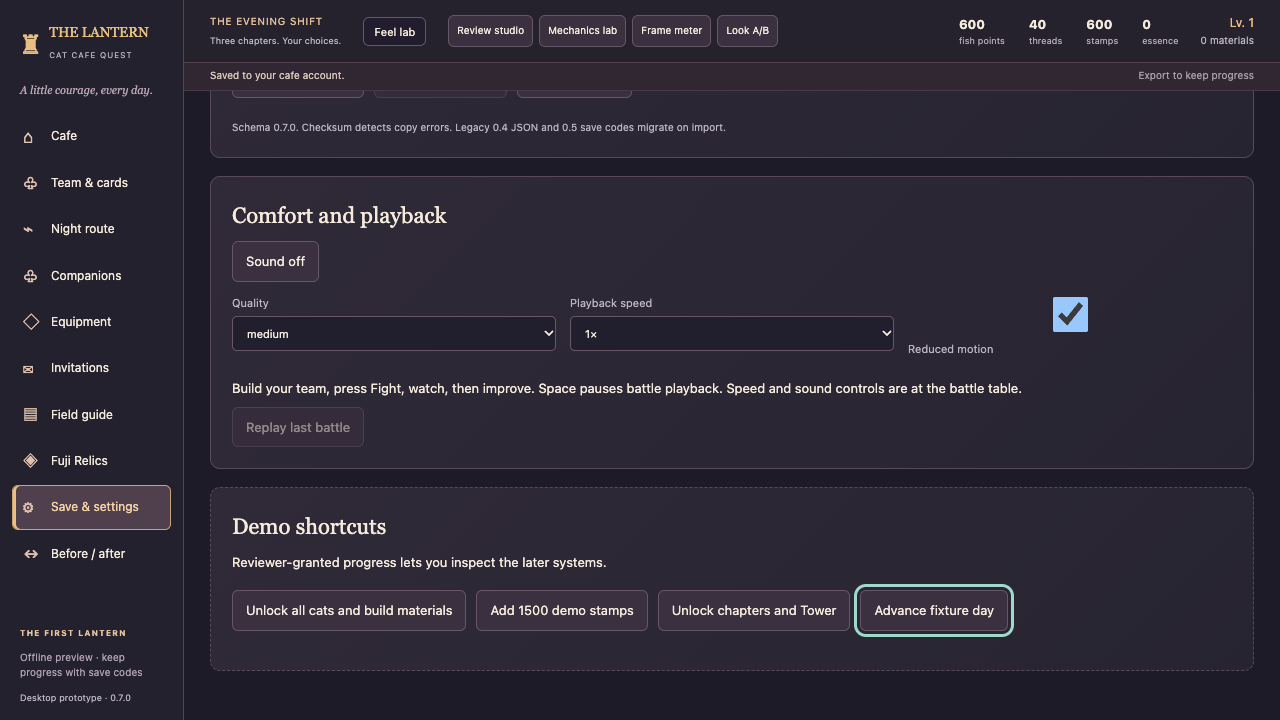 THE LANTERN
CAT CAFE QUEST
A little courage, every day.
Cafe
Team & cards
Night route
Companions
Equipment
Invitations
Field guide
Fuji Relics
Save & settings
Before / after
THE FIRST LANTERN
Offline preview · keep
progress with save codes
Desktop prototype · 0.7.0
THE EVENING SHIFT
Three chapters. Your choices.
Feel lab
Review studio
Mechanics lab
Frame meter
Look A/B
600
fish points
40
threads
600
stamps
0
essence
Lv. 1
0 materials
Saved to your cafe account.
Export to keep progress
Schema 0.7.0. Checksum detects copy errors. Legacy 0.4 JSON and 0.5 save codes migrate on import.
Comfort and playback
Sound off
Quality
medium
Playback speed
1×
Reduced motion
Build your team, press Fight, watch, then improve. Space pauses battle playback. Speed and sound controls are at the battle table.
Replay last battle
Demo shortcuts
Reviewer-granted progress lets you inspect the later systems.
Unlock all cats and build materials
Add 1500 demo stamps
Unlock chapters and Tower
Advance fixture day